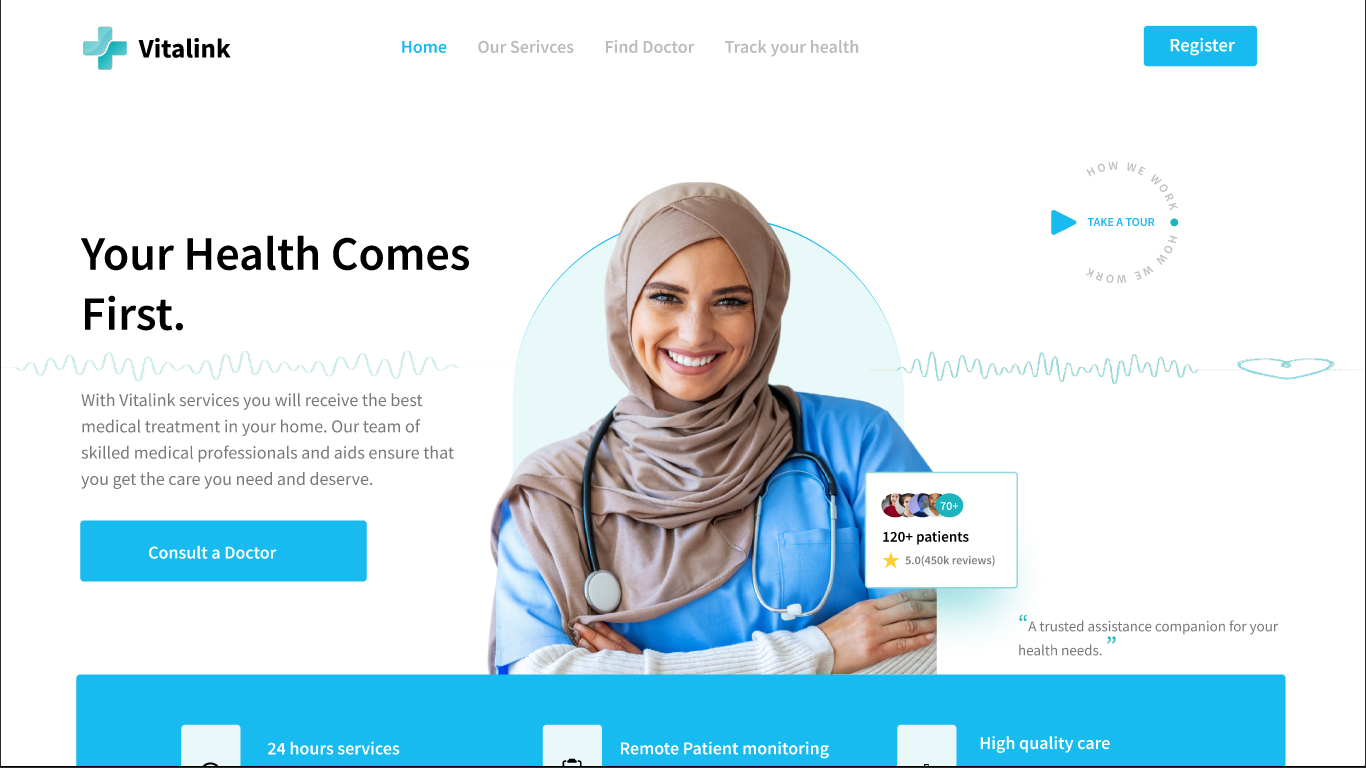 Vitalink
Home
Our Serivces
Find Doctor
Track your health
Register
HOW WE WORK
TAKE A TOUR
HOW WE WORK
Your Health Comes
First.
With Vitalink services you will receive the best
medical treatment in your home. Our team of
skilled medical professionals and aids ensure that
you get the care you need and deserve.
Consult a Doctor
70+
120+ patients
5.0(450k reviews)
“A trusted assistance companion for your
health needs. ”
24 hours services
Remote Patient monitoring
High quality care